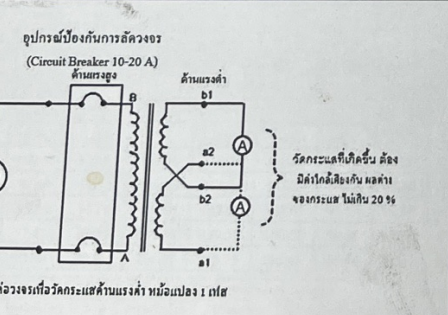 อุปกรณ์ป้องกันการลัดวงจร
(Circuit Breaker 10-20 A)
ด้านแรงสูง
ด้านแรงต่ำ
B
b1
A
a2
วัดกระแสที่เกิดขึ้น ต้อง
มีค่าใกล้เคียงกัน ผลต่าง
ของกระแส ไม่เกิน 20 %
b2
A
A
a1
วงจรเพื่อวัดกระแสด้านแรงต่ำ หม้อแปลง 1 เฟส